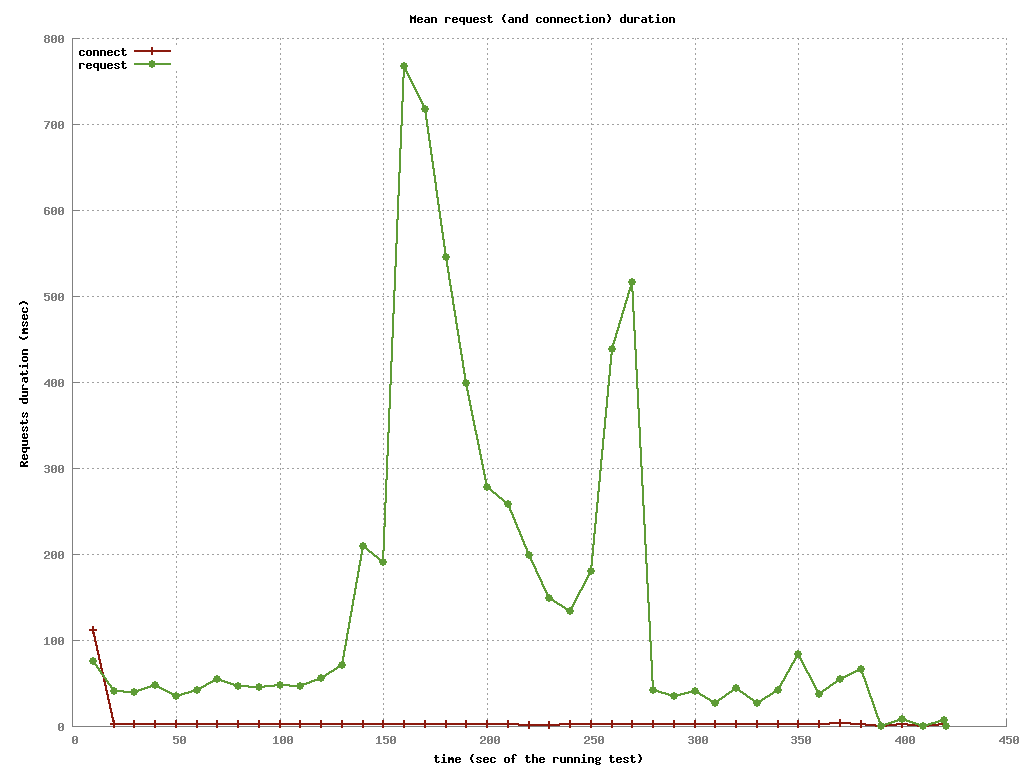 Mean request (and connection) duration
800
connect
request
700
600
500
400
300
200
100
0
Requests duration (msec)
0 50 100 150 200 250 300 350 400 450
time (sec of the running test)